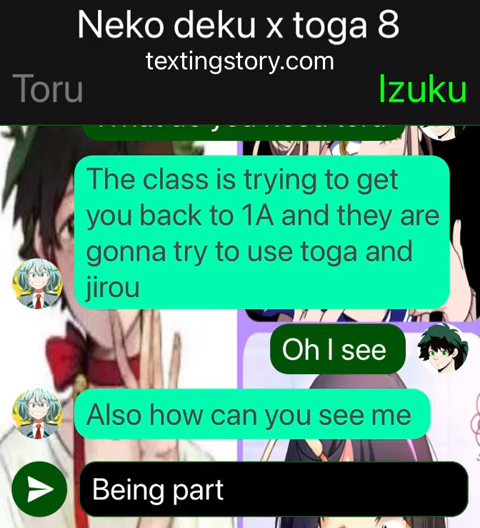 Neko deku x toga 8
textingstory.com
Toru
Izuku
The class is trying to get
you back to 1A and they are
gonna try to use toga and
jirou
Oh I see
Also how can you see me
Being part